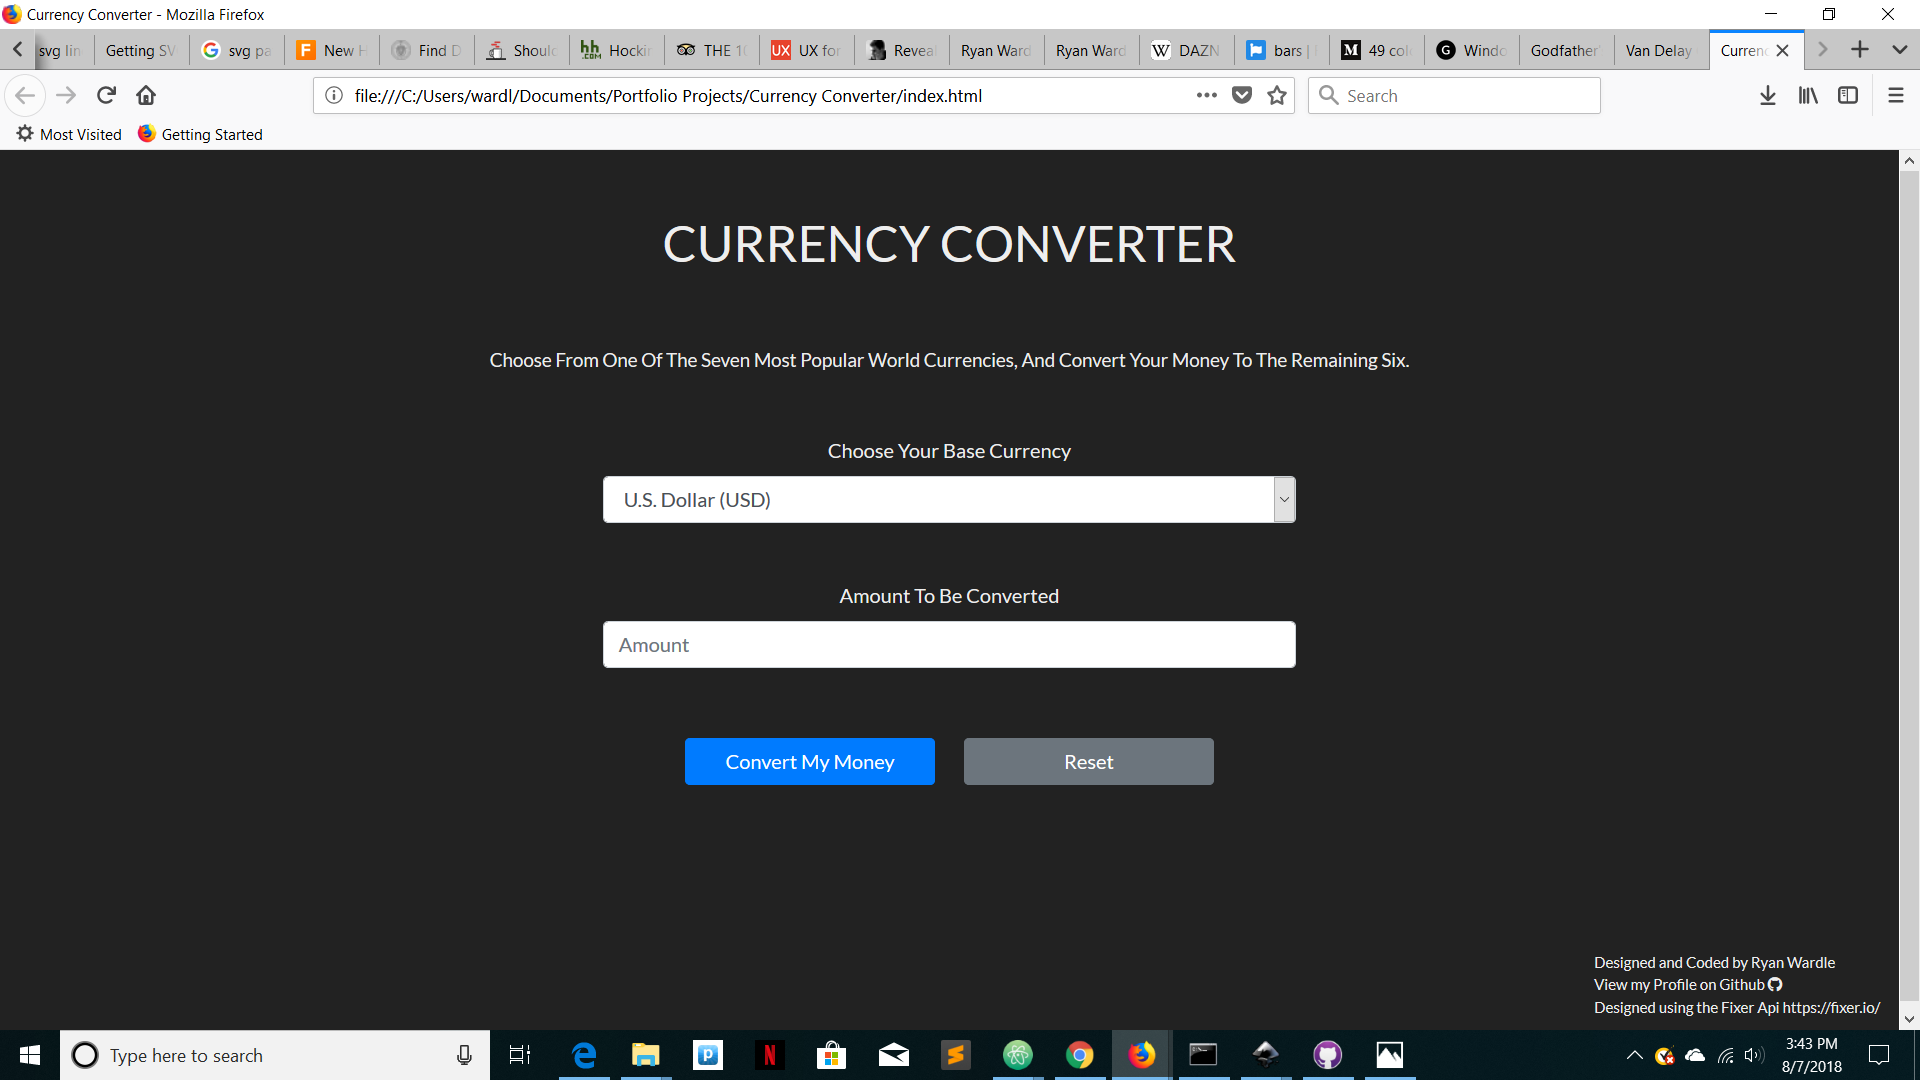 Currency Converter - Mozilla Firefox
svg lin Getting SV svg pa New H Find D Shoul Hockin THE 10 UX for Revea Ryan Ward Ryan Ward DAZN bars | 49 col Windo Godfather' Van Delay Currenc
file:///C:/Users/wardl/Documents/Portfolio Projects/Currency Converter/index.html Search
Most Visited Getting Started
CURRENCY CONVERTER
Choose From One Of The Seven Most Popular World Currencies, And Convert Your Money To The Remaining Six.
Choose Your Base Currency
U.S. Dollar (USD)
Amount To Be Converted
Amount
Convert My Money Reset
Designed and Coded by Ryan Wardle
View my Profile on Github
Designed using the Fixer Api https://fixer.io/
Type here to search
3:43 PM
8/7/2018